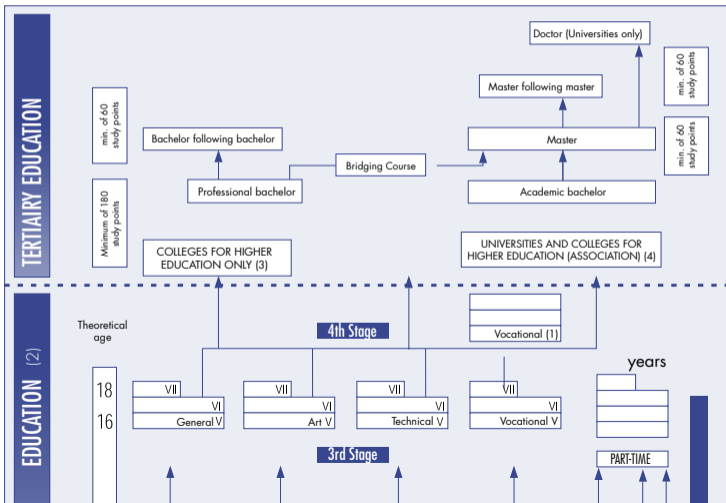 Doctor (Universities only)
TERTIAIRY EDUCATION
min. of 60
study points
Master following master
min. of 60
study points
Bachelor following bachelor
Master
min. of 60
study points
Bridging Course
Professional bachelor
Academic bachelor
Minimum of 180
study points
COLLEGES FOR HIGHER
EDUCATION ONLY (3)
UNIVERSITIES AND COLLEGES FOR
HIGHER EDUCATION (ASSOCIATION) (4)
EDUCATION (2)
Theoretical
age
4th Stage
Vocational (1)
years
18
VII
VII
VII
VII
VI
VI
VI
VI
16
General V
Art V
Technical V
Vocational V
3rd Stage
PART-TIME